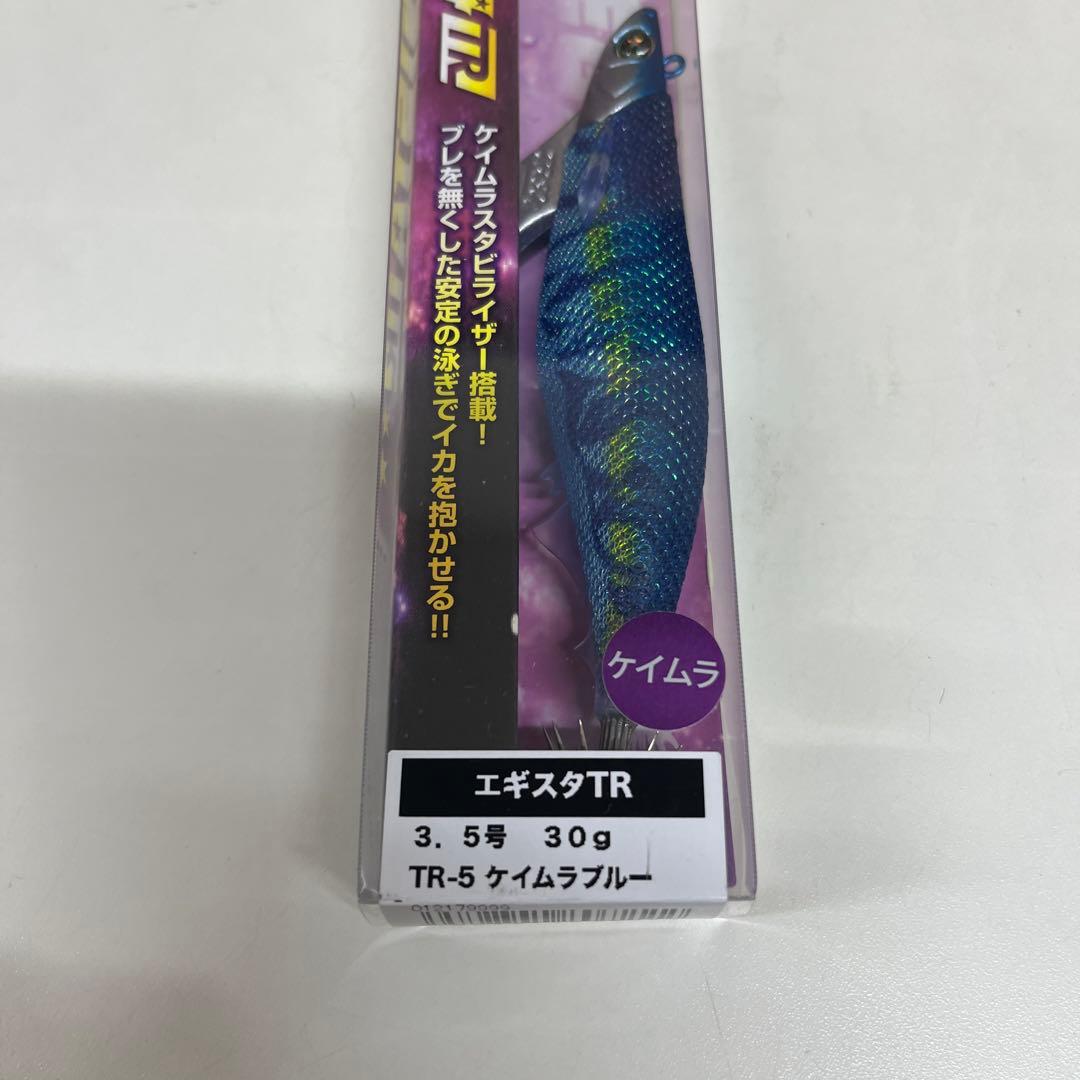 TR
ケイムラスタビライザー搭載！
ブレを無くした安定の泳ぎでイカを抱かせる!!
ケイムラ
エギスタTR
３．５号　３０ｇ
TR-5 ケイムラブルー